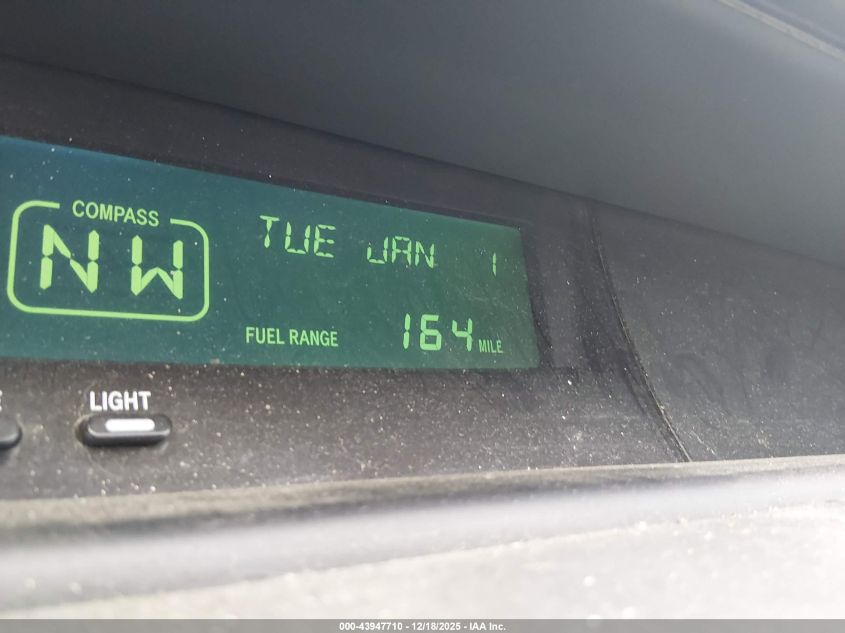 COMPASS
NW
TUE JAN 1
FUEL RANGE 164 MILE
LIGHT
000-43947710 - 12/18/2025 - IAA Inc.